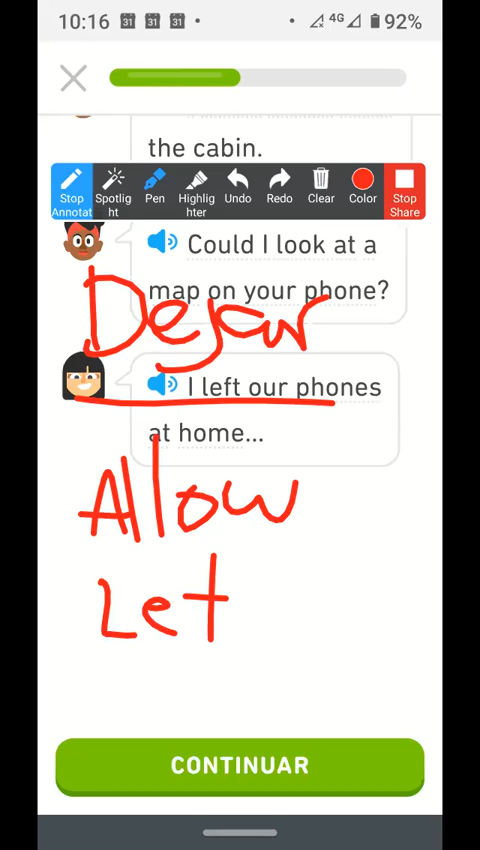 10:16 31 31 31 • • 4G 92%
the cabin.
Stop Annotat
Spotlig ht
Pen
Highlig hter
Undo
Redo
Clear
Color
Stop Share
Could I look at a
map on your phone?
Dejar
I left our phones
at home...
Allow
Let
CONTINUAR